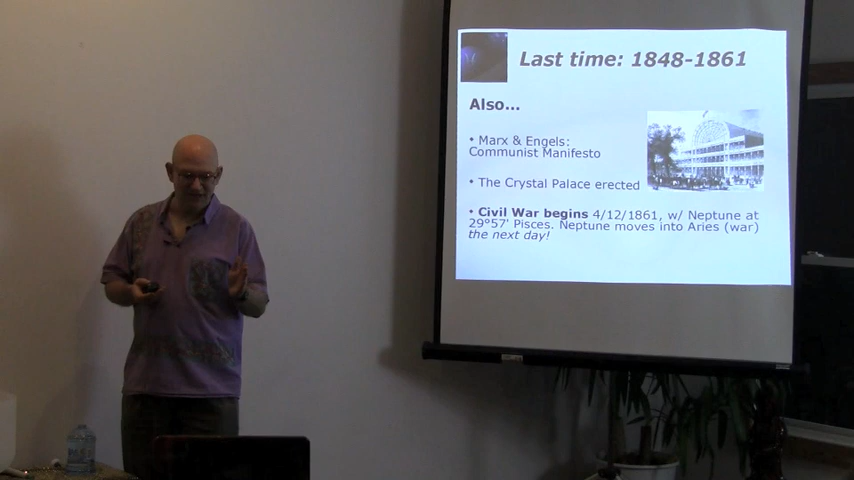 Last time: 1848-1861
Also...
• Marx & Engels:
Communist Manifesto
• The Crystal Palace erected
• Civil War begins 4/12/1861, w/ Neptune at
29°57' Pisces. Neptune moves into Aries (war)
the next day!